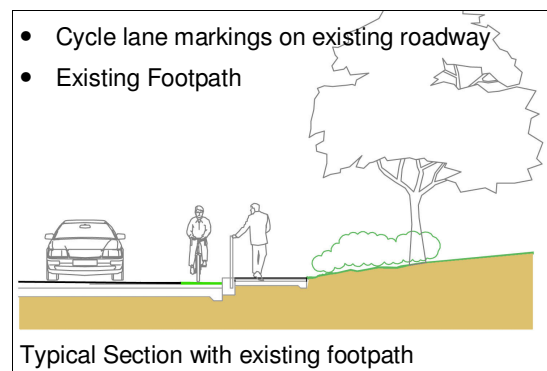 • Cycle lane markings on existing roadway
• Existing Footpath
Typical Section with existing footpath